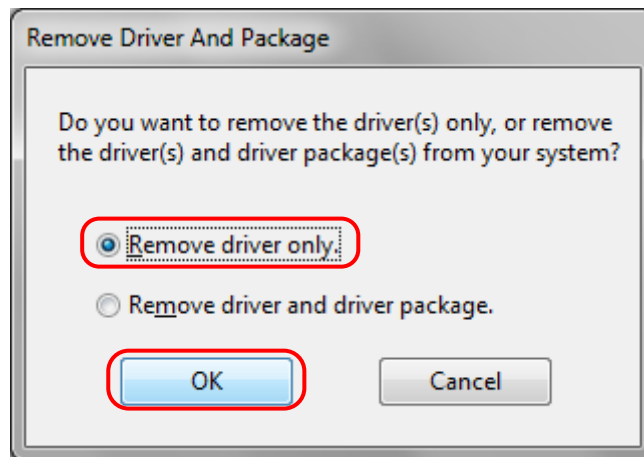 Remove Driver And Package
Do you want to remove the driver(s) only, or remove
the driver(s) and driver package(s) from your system?
Remove driver only.
Remove driver and driver package.
OK
Cancel